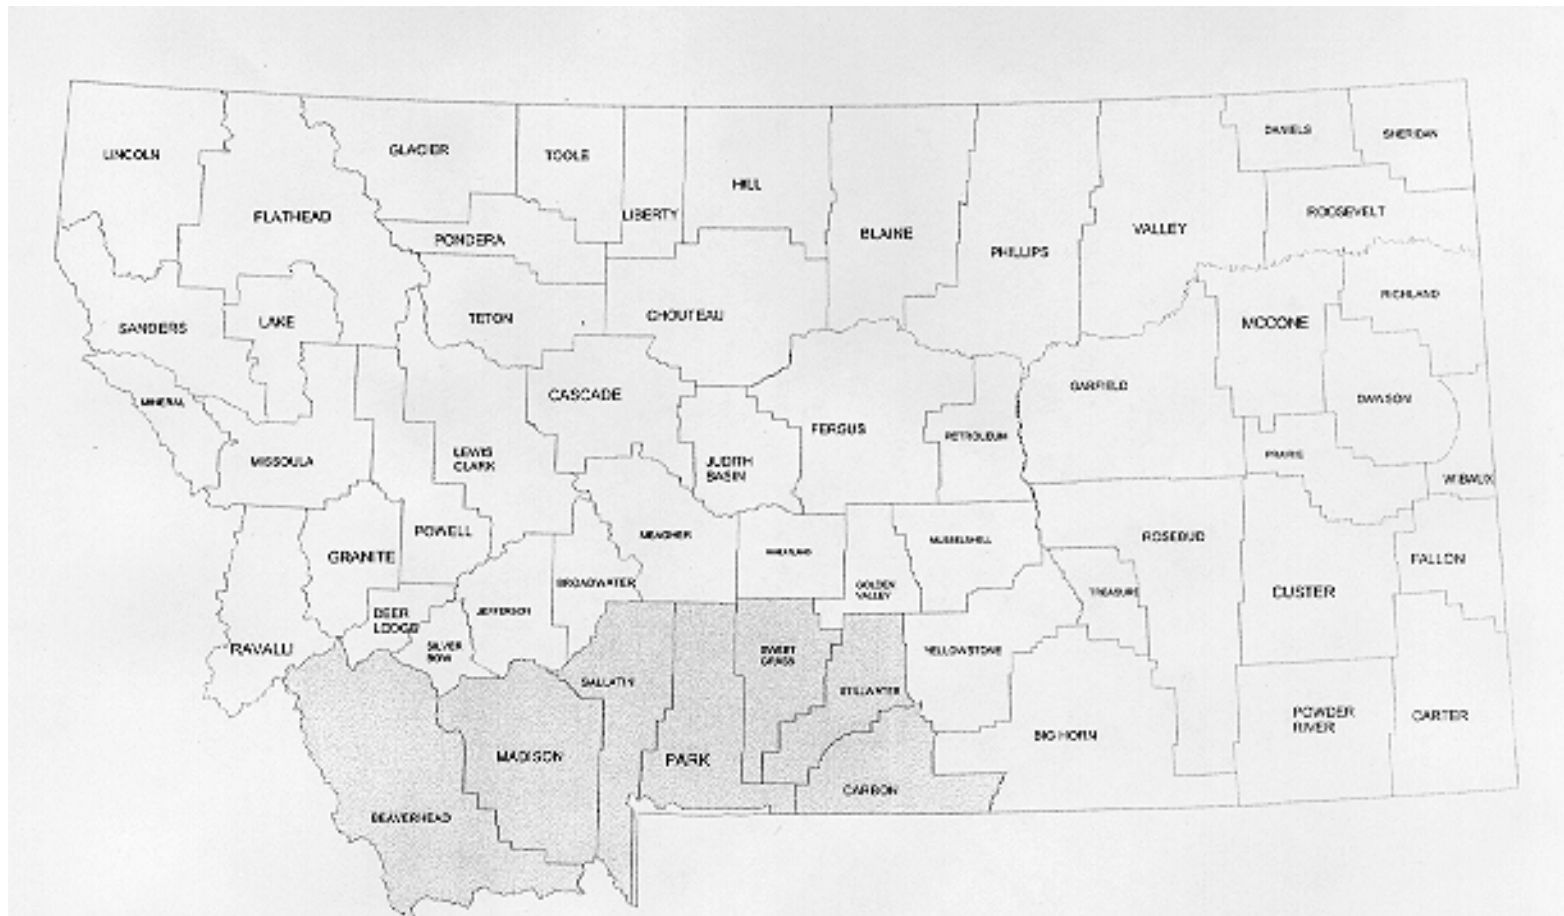 LINCOLN
GLACIER
TOOLE
DANIELS
SHERIDAN
FLATHEAD
LIBERTY
HILL
ROOSEVELT
PONDERA
BLAINE
PHILLIPS
VALLEY
RICHLAND
SANDERS
LAKE
TETON
CHOUTEAU
MCCONE
MINERAL
CASCADE
GARFIELD
DAWSON
FERGUS
PETROLEUM
MISSOULA
LEWIS
CLARK
JUDITH
BASIN
PRAIRIE
WIBAUX
POWELL
MEAGHER
WHEATLAND
MUSSELSHELL
ROSEBUD
GRANITE
FALLON
BROADWATER
GOLDEN
VALLEY
TREASURE
CUSTER
DEER
LODGE
JEFFERSON
RAVALLI
SILVER
BOW
SWEET
GRASS
YELLOWSTONE
GALLATIN
STILLWATER
POWDER
RIVER
CARTER
MADISON
PARK
BIG HORN
CARBON
BEAVERHEAD